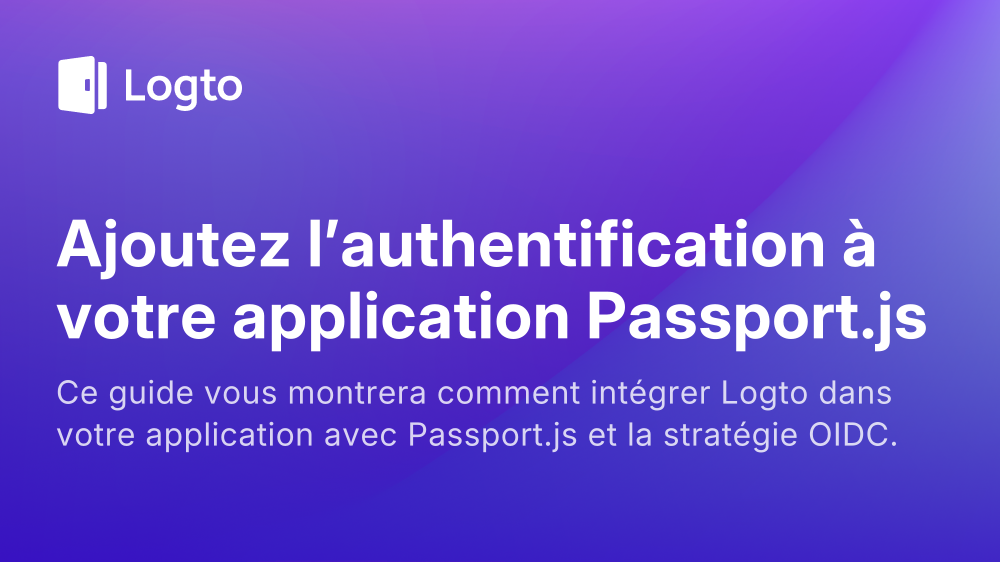 Logto
Ajoutez l’authentification à
votre application Passport.js
Ce guide vous montrera comment intégrer Logto dans
votre application avec Passport.js et la stratégie OIDC.